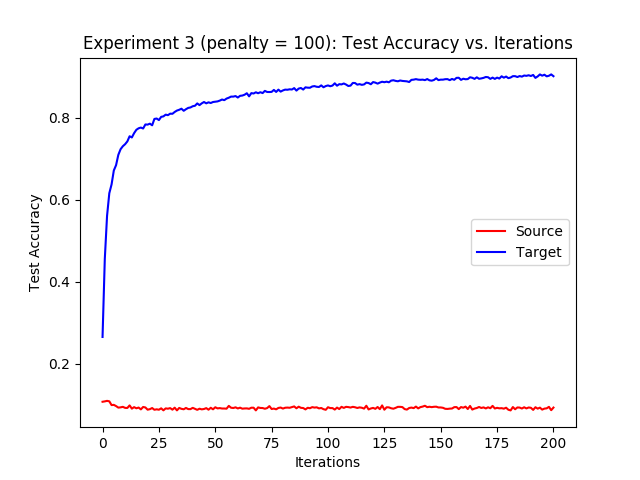 Experiment 3 (penalty = 100): Test Accuracy vs. Iterations
Test Accuracy
0.8
0.6
0.4
0.2
Source
Target
0 25 50 75 100 125 150 175 200
Iterations